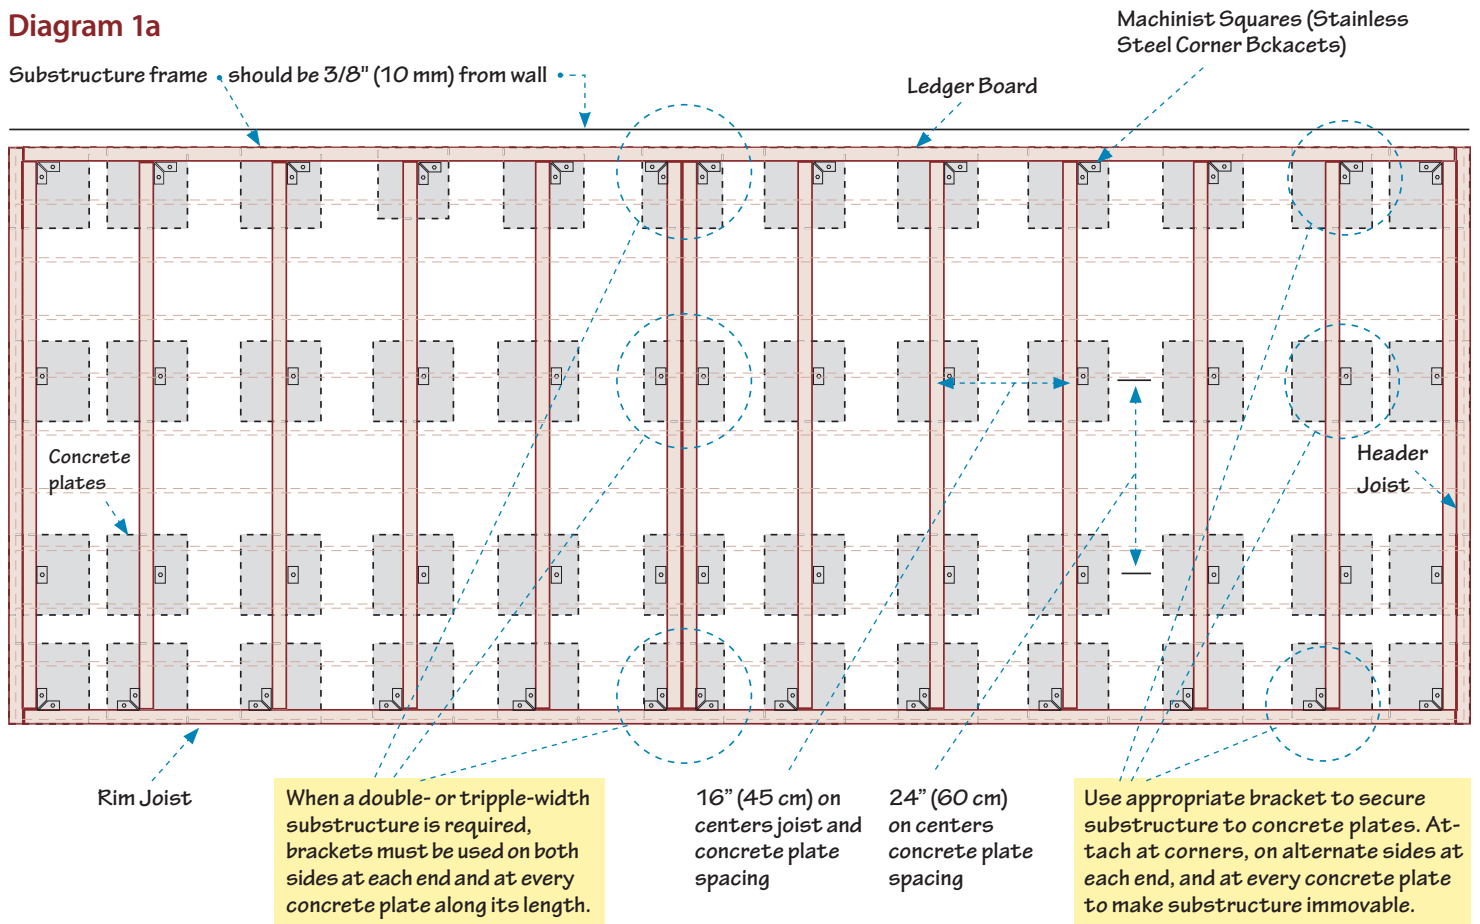 Diagram 1a
Substructure frame should be 3/8" (10 mm) from wall
Machinist Squares (Stainless
Steel Corner Bckacets)
Ledger Board
Concrete
plates
Header
Joist
Rim Joist
When a double- or tripple-width
substructure is required,
brackets must be used on both
sides at each end and at every
concrete plate along its length.
16” (45 cm) on
centers joist and
concrete plate
spacing
24” (60 cm)
on centers
concrete plate
spacing
Use appropriate bracket to secure
substructure to concrete plates. At-
tach at corners, on alternate sides at
each end, and at every concrete plate
to make substructure immovable.